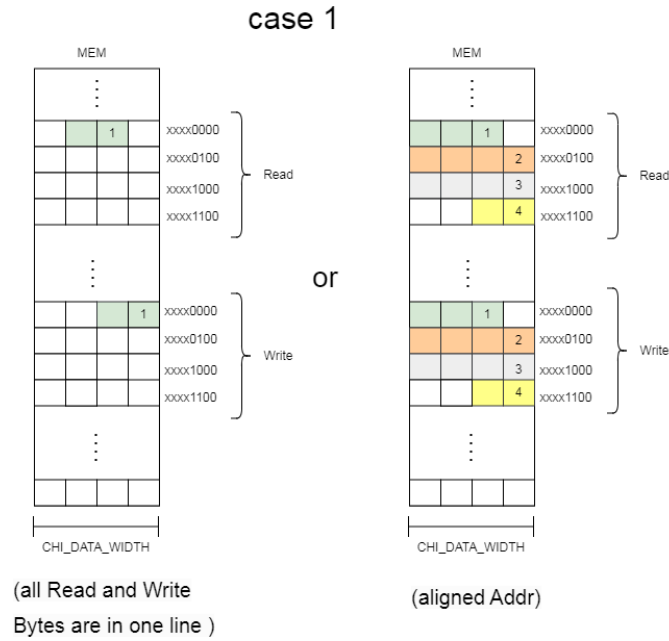 case 1
MEM
1
xxxx0000
xxxx0100
xxxx1000
xxxx1100
Read
1
xxxx0000
xxxx0100
xxxx1000
xxxx1100
Write
CHI_DATA_WIDTH
(all Read and Write
Bytes are in one line )
or
MEM
1
xxxx0000
2
xxxx0100
3
xxxx1000
4
xxxx1100
Read
1
xxxx0000
2
xxxx0100
3
xxxx1000
4
xxxx1100
Write
CHI_DATA_WIDTH
(aligned Addr)